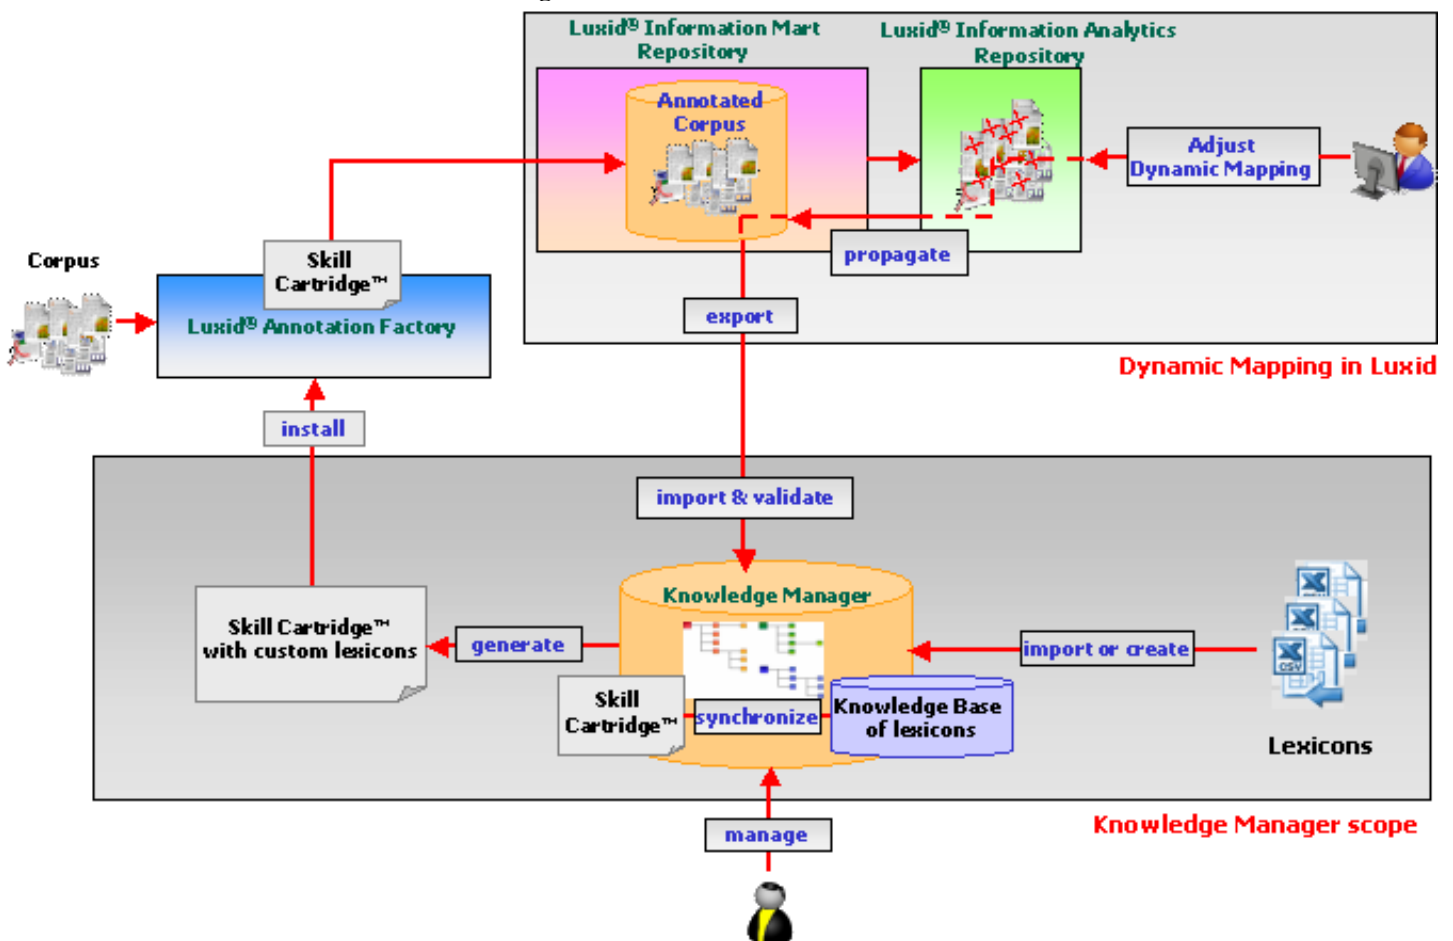 Luxid® Information Mart
Repository
Luxid® Information Analytics
Repository
Annotated
Corpus
Adjust
Dynamic Mapping
propagate
export
Dynamic Mapping in Luxid
Corpus
Skill
Cartridge™
Luxid® Annotation Factory
install
import & validate
Knowledge Manager
Skill Cartridge™
with custom lexicons
generate
import or create
Skill
Cartridge™
synchronize
Knowledge Base
of lexicons
CSV
Lexicons
Knowledge Manager scope
manage